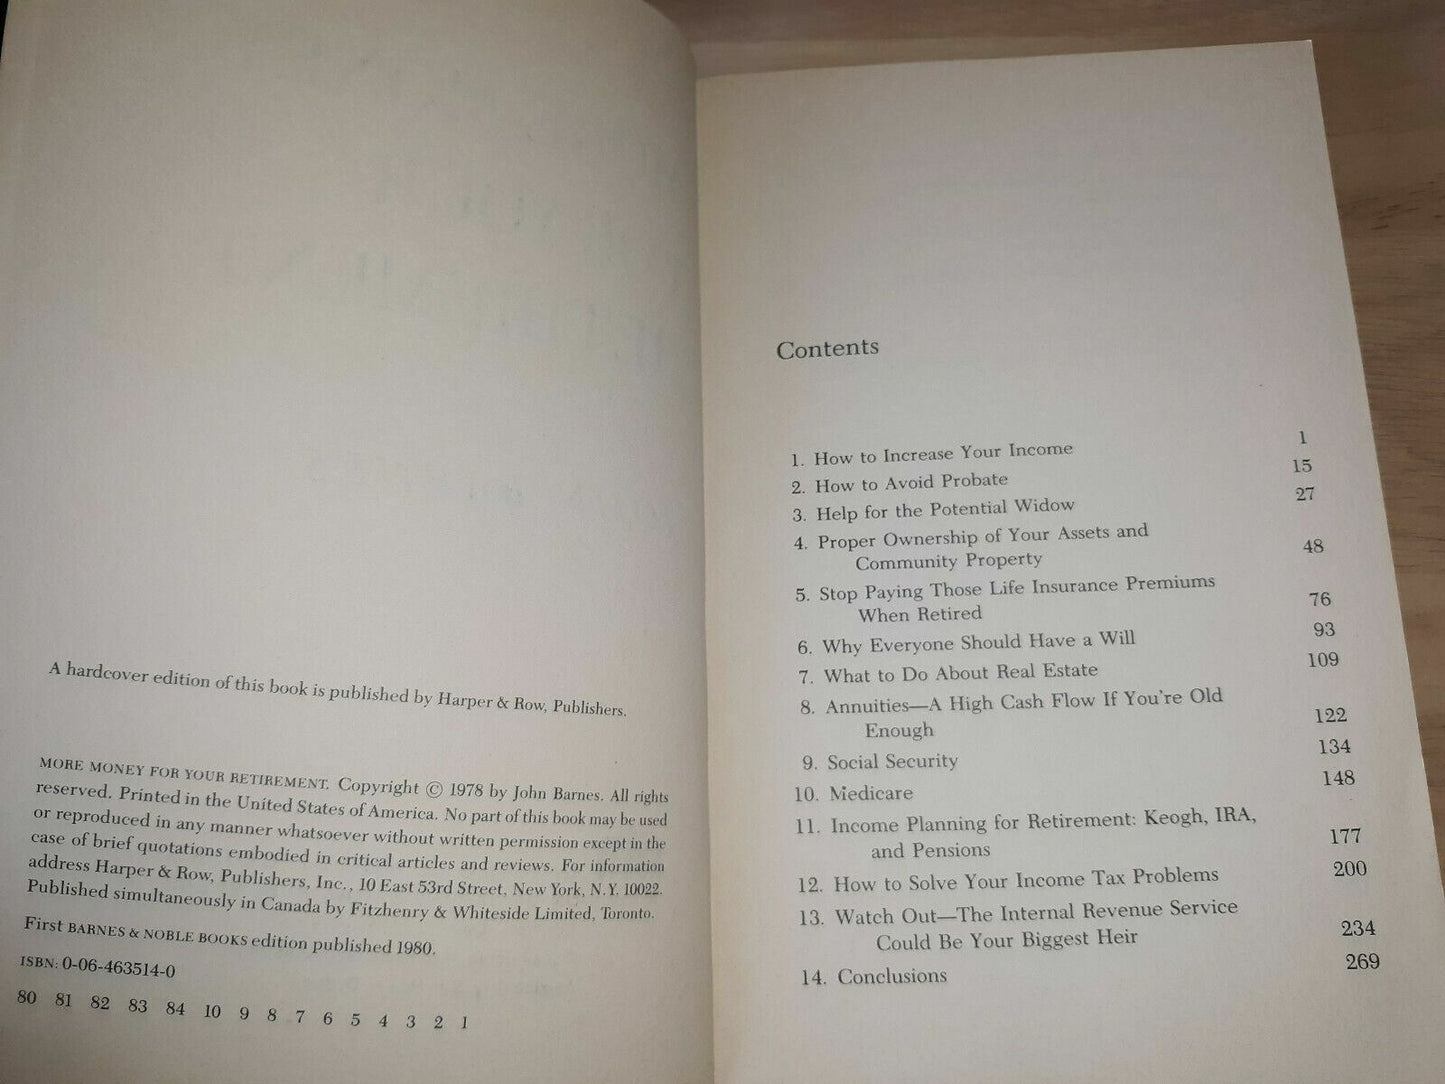 A hardcover edition of this book is published by Harper & Row, Publishers.
MORE MONEY FOR YOUR RETIREMENT. Copyright © 1978 by John Barnes. All rights
reserved. Printed in the United States of America. No part of this book may be used
or reproduced in any manner whatsoever without written permission except in the
case of brief quotations embodied in critical articles and reviews. For information
address Harper & Row, Publishers, Inc., 10 East 53rd Street, New York, N.Y. 10022.
Published simultaneously in Canada by Fitzhenry & Whiteside Limited, Toronto.
First BARNES & NOBLE BOOKS edition published 1980.
ISBN: 0-06-463514-0
80 81 82 83 84 10 9 8 7 6 5 4 3 2 1
Contents
1. How to Increase Your Income 1
2. How to Avoid Probate 15
3. Help for the Potential Widow 27
4. Proper Ownership of Your Assets and
Community Property 48
5. Stop Paying Those Life Insurance Premiums
When Retired 76
6. Why Everyone Should Have a Will 93
7. What to Do About Real Estate 109
8. Annuities—A High Cash Flow If You're Old
Enough 122
9. Social Security 134
10. Medicare 148
11. Income Planning for Retirement: Keogh, IRA,
and Pensions 177
12. How to Solve Your Income Tax Problems 200
13. Watch Out—The Internal Revenue Service
Could Be Your Biggest Heir 234
14. Conclusions 269